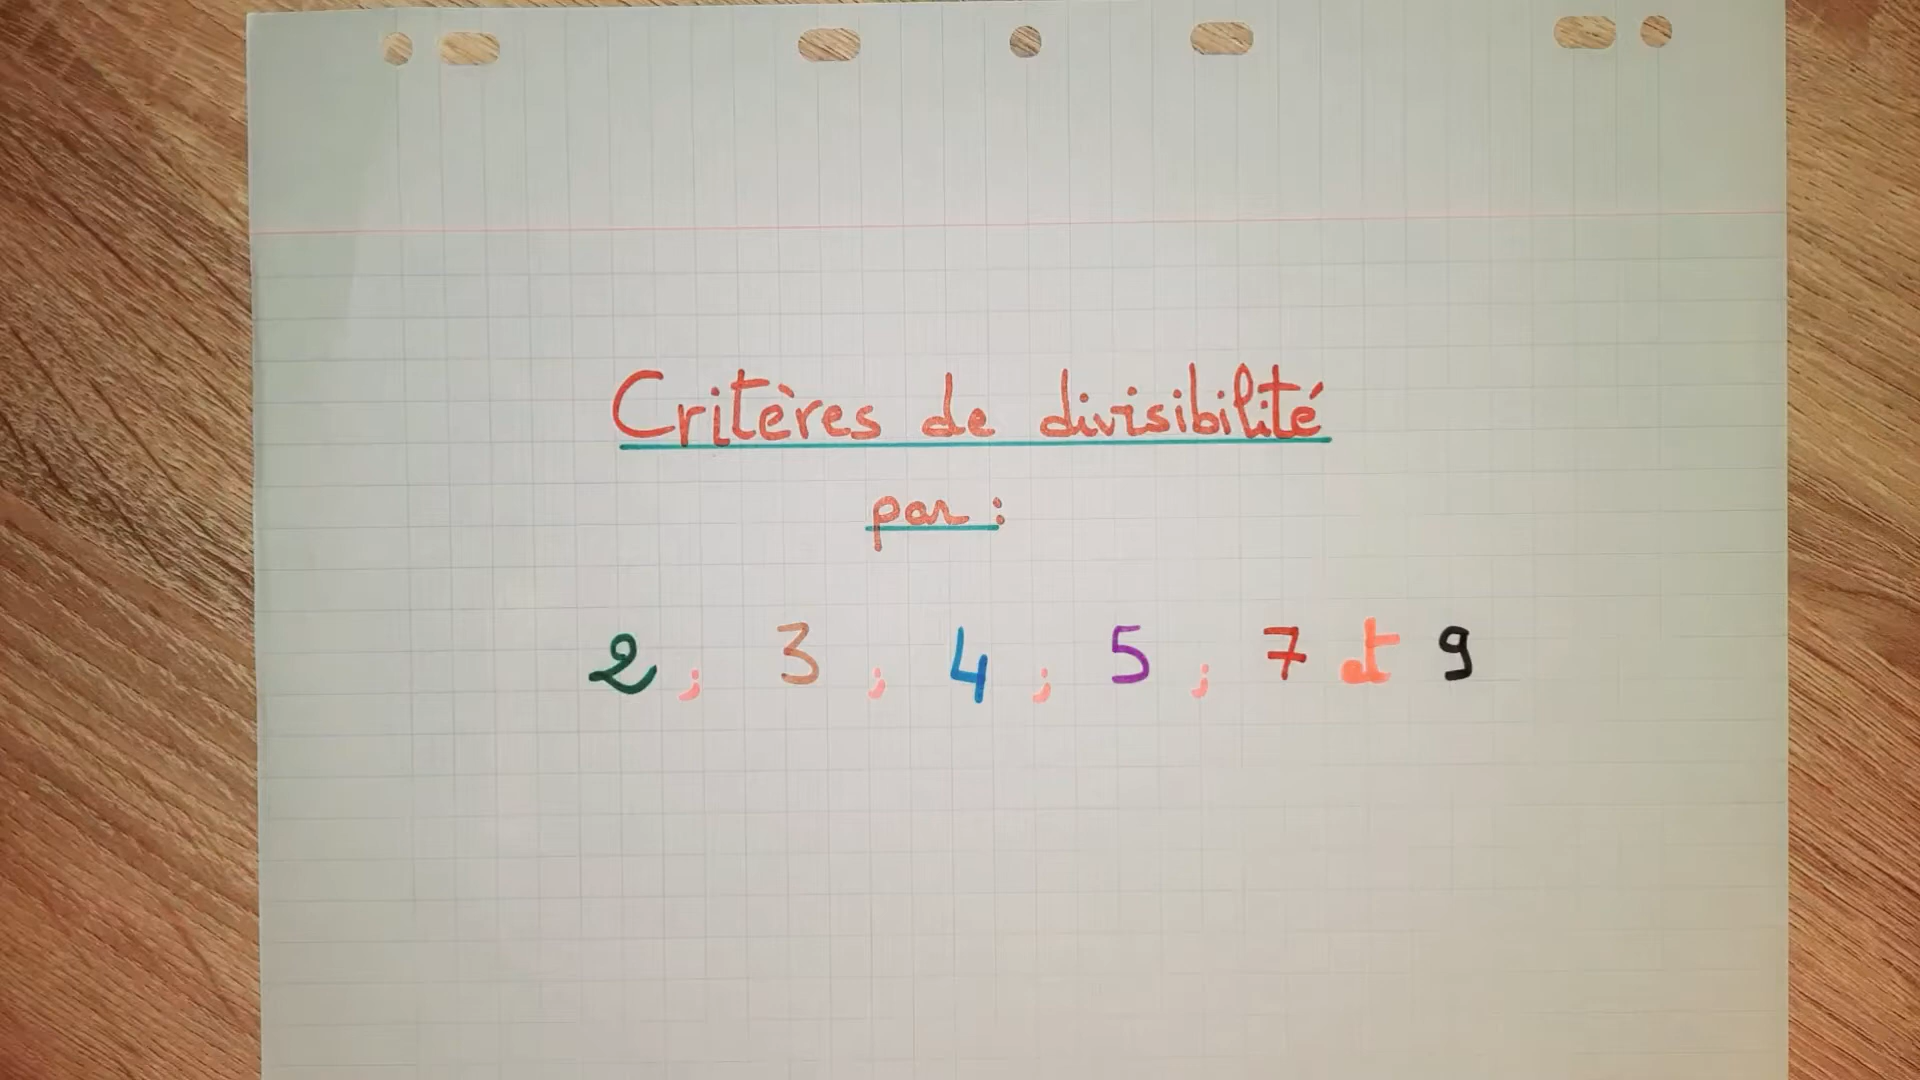 Critères de divisibilité
par :
2 ; 3 ; 4 ; 5 ; 7 et 9